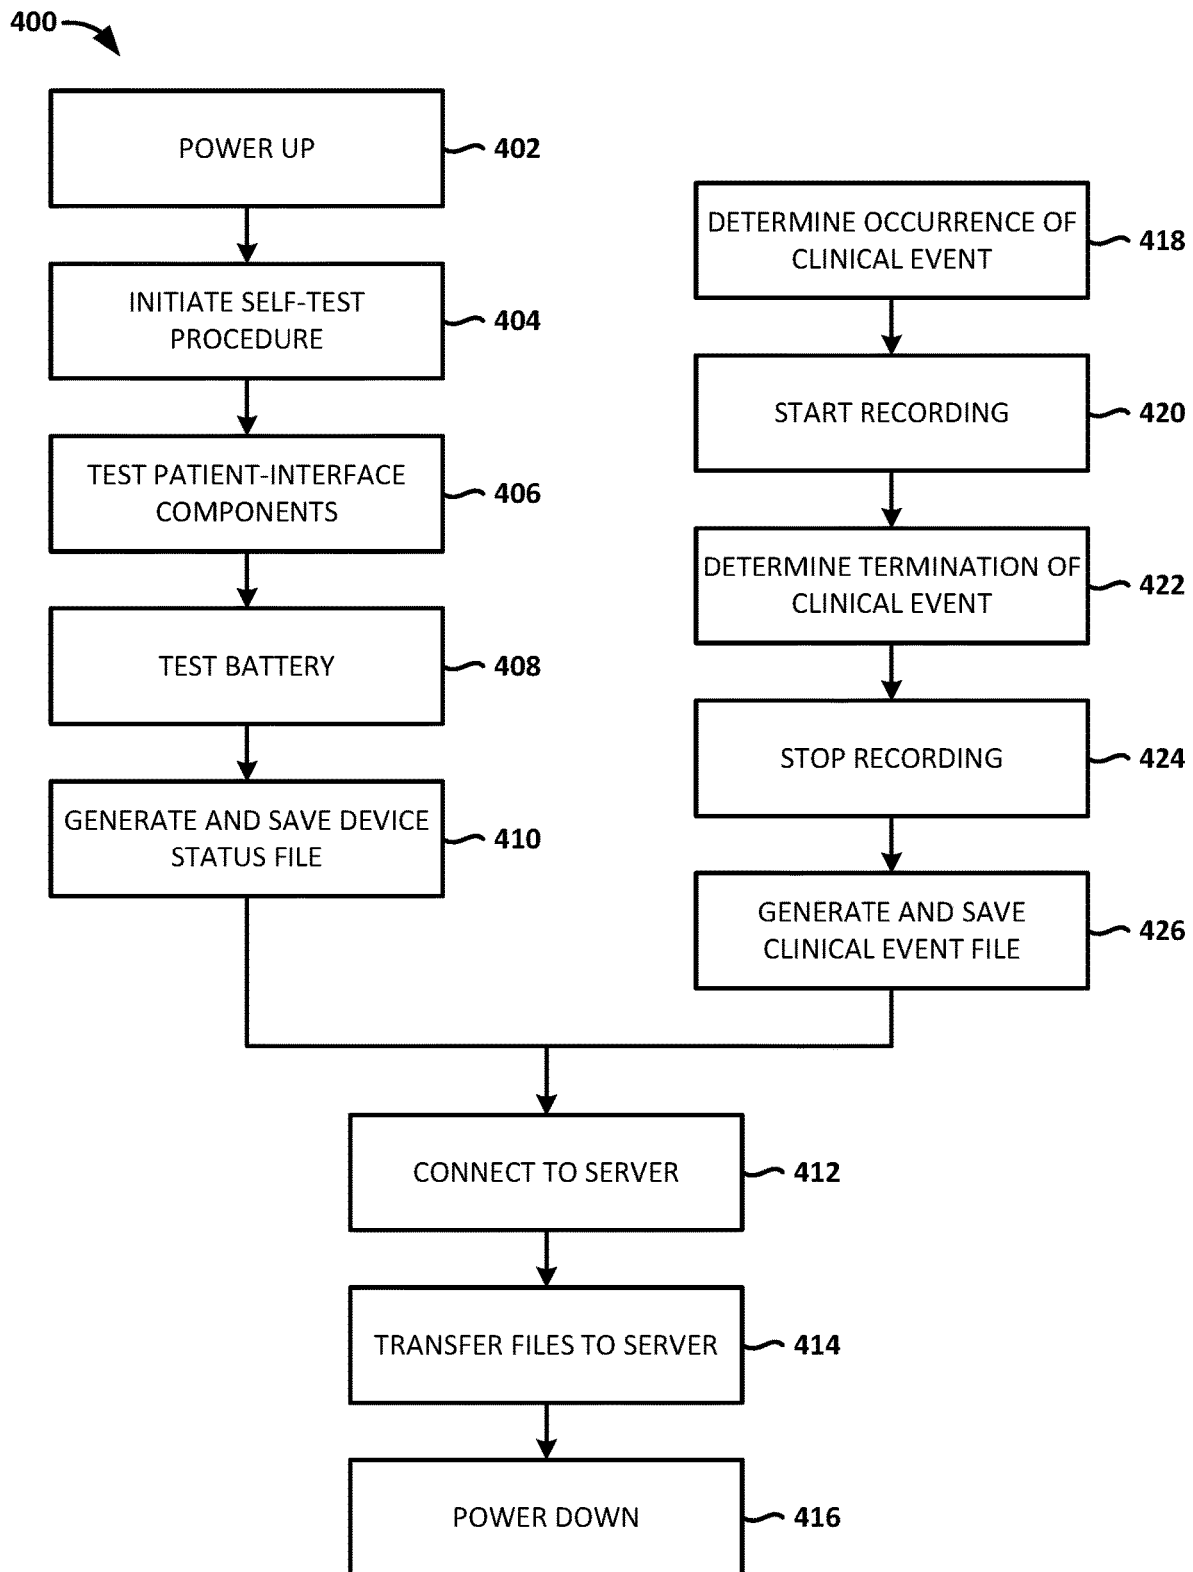 400
POWER UP
402
INITIATE SELF-TEST
PROCEDURE
404
TEST PATIENT-INTERFACE
COMPONENTS
406
TEST BATTERY
408
GENERATE AND SAVE DEVICE
STATUS FILE
410
DETERMINE OCCURRENCE OF
CLINICAL EVENT
418
START RECORDING
420
DETERMINE TERMINATION OF
CLINICAL EVENT
422
STOP RECORDING
424
GENERATE AND SAVE
CLINICAL EVENT FILE
426
CONNECT TO SERVER
412
TRANSFER FILES TO SERVER
414
POWER DOWN
416